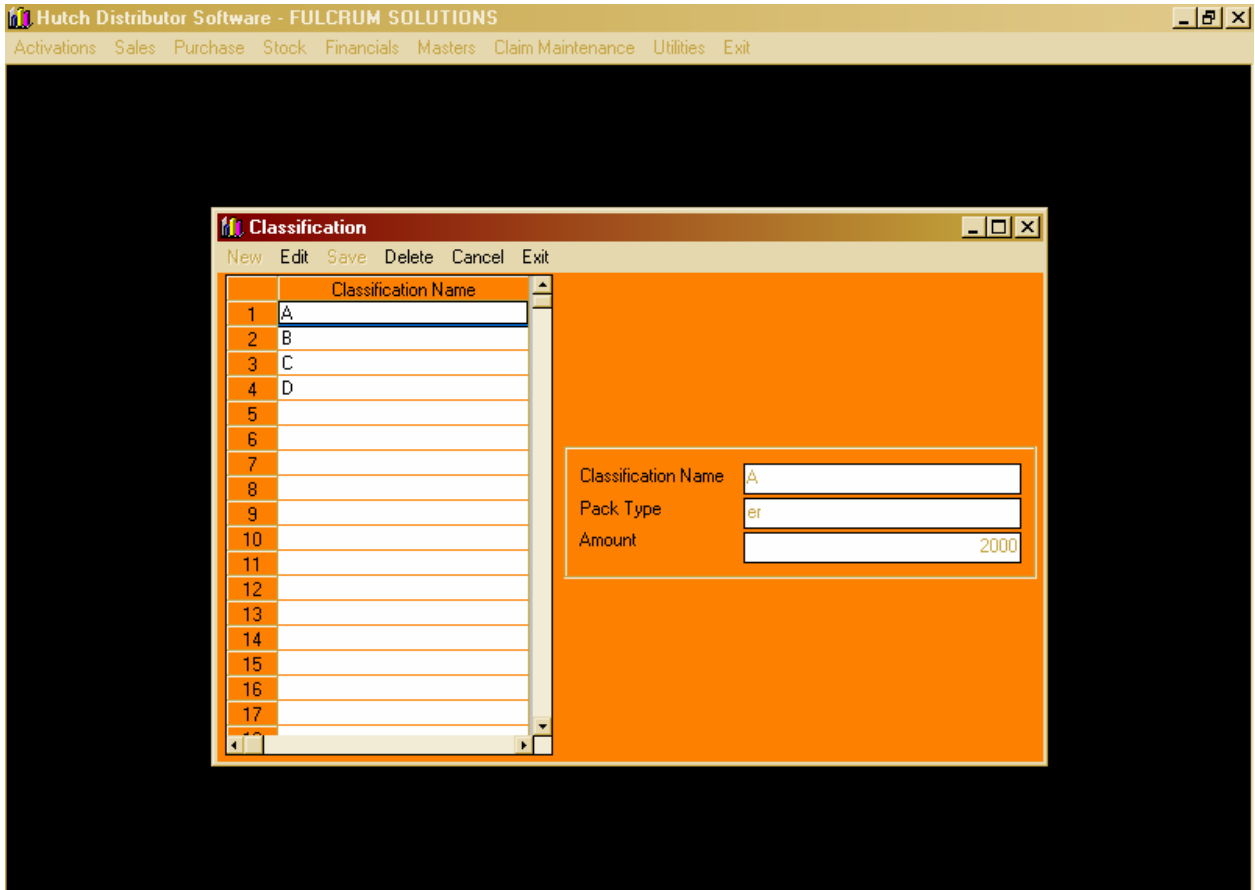 Hutch Distributor Software - FULCRUM SOLUTIONS
Activations Sales Purchase Stock Financials Masters Claim Maintenance Utilities Exit
Classification
New Edit Save Delete Cancel Exit
Classification Name
1 A
2 B
3 C
4 D
5
6
7
8
9
10
11
12
13
14
15
16
17
Classification Name A
Pack Type er
Amount 2000